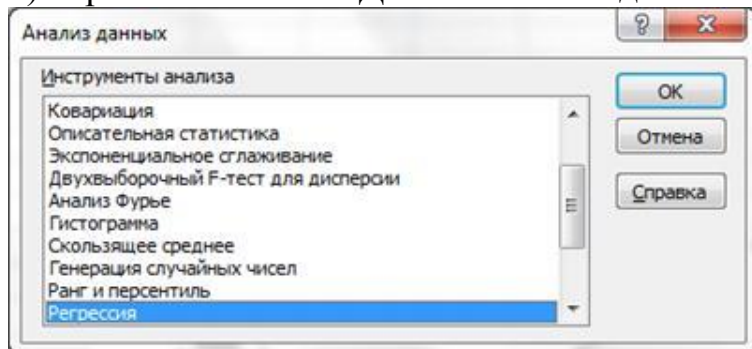 Анализ данных
Инструменты анализа
Ковариация
Описательная статистика
Экспоненциальное сглаживание
Двухвыборочный F-тест для дисперсии
Анализ Фурье
Гистограмма
Скользящее среднее
Генерация случайных чисел
Ранг и персентиль
Регрессия
OK
Отмена
Справка